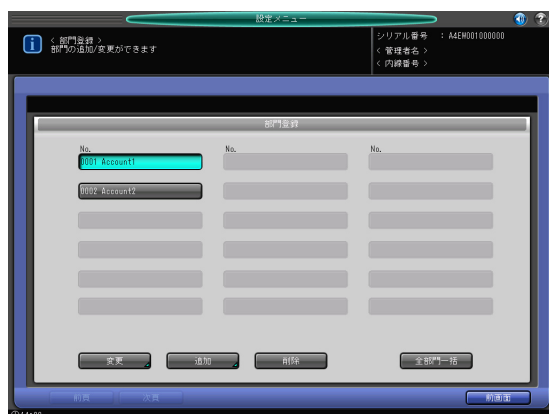 設定メニュー
< 部門登録 >
部門の追加/変更ができます
シリアル番号 : A4EM001000000
< 管理者名 >
< 内線番号 >
部門登録
No. No. No.
0001 Account1
0002 Account2
変更 追加 削除 全部門一括
前頁 次頁 前画面